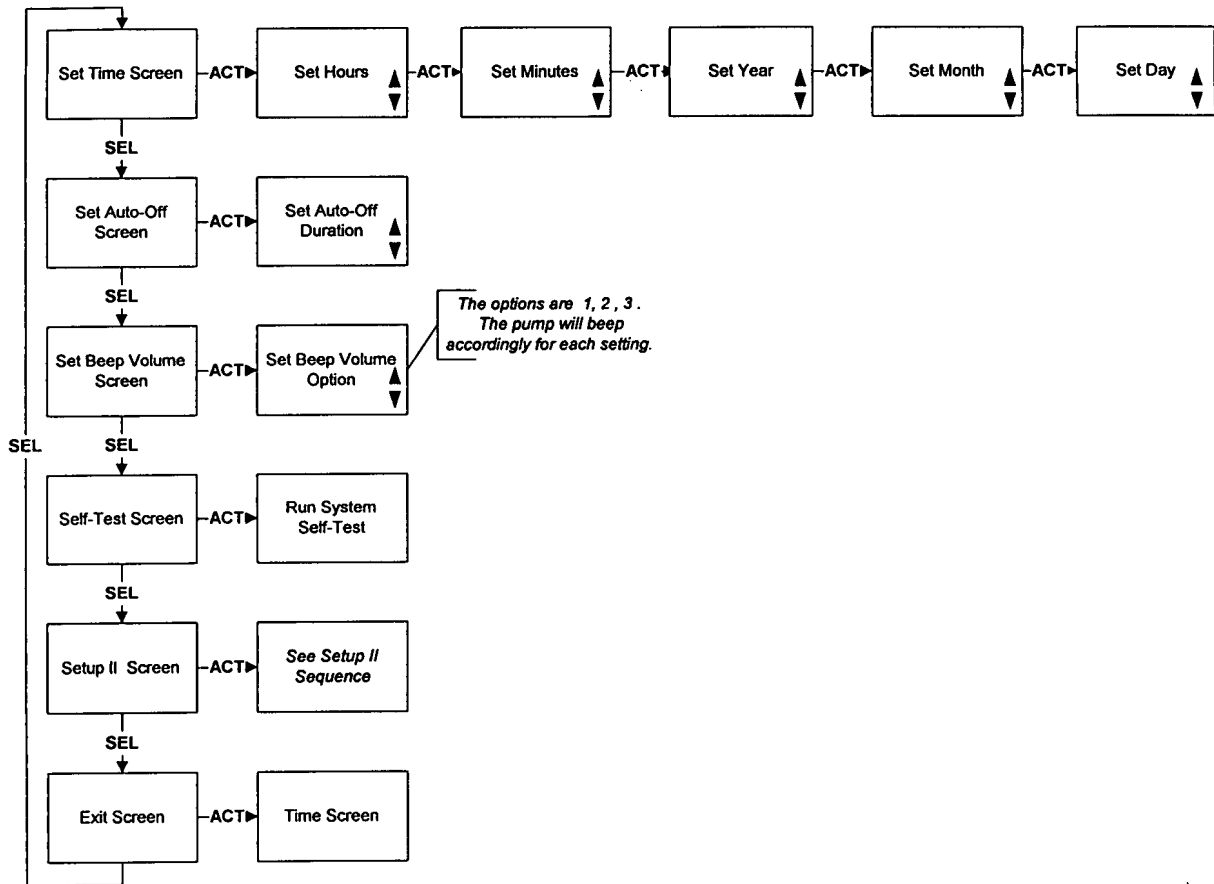 Set Time Screen
ACT
Set Hours
ACT
Set Minutes
ACT
Set Year
ACT
Set Month
ACT
Set Day
SEL
Set Auto-Off
Screen
ACT
Set Auto-Off
Duration
SEL
Set Beep Volume
Screen
ACT
Set Beep Volume
Option
The options are 1, 2 , 3 .
The pump will beep
accordingly for each setting.
SEL
SEL
Self-Test Screen
ACT
Run System
Self-Test
SEL
Setup II Screen
ACT
See Setup II
Sequence
SEL
Exit Screen
ACT
Time Screen